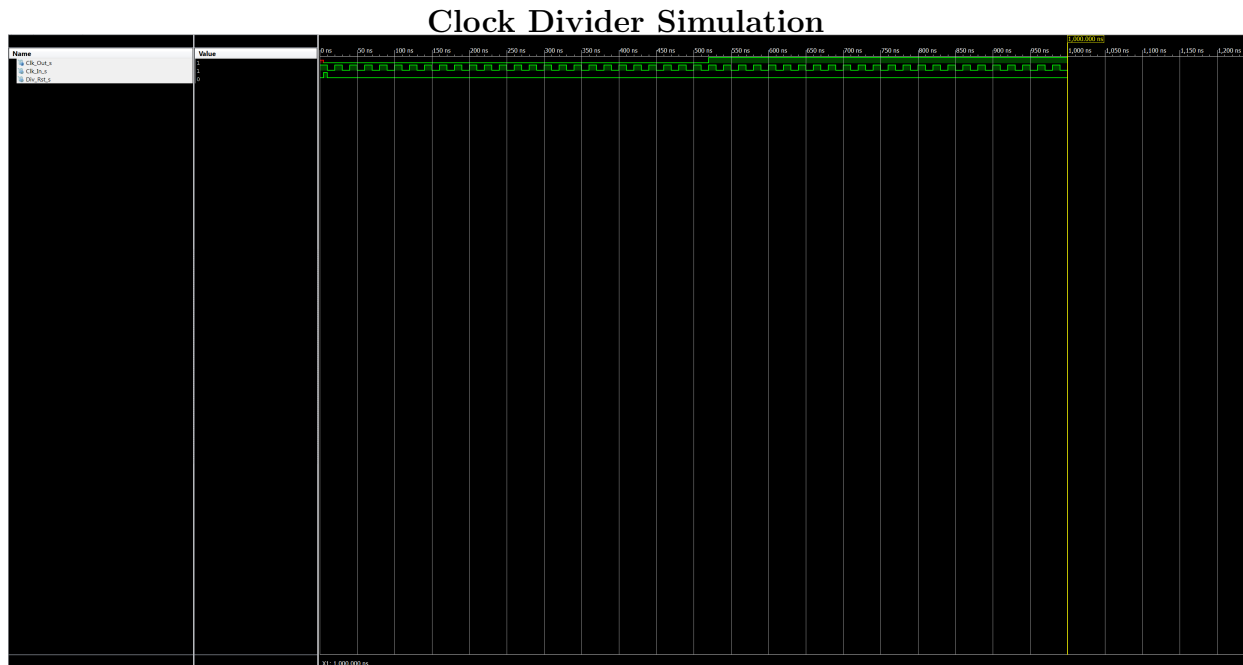 Clock Divider Simulation
1,000.000 ns
Name Value 0 ns 50 ns 100 ns 150 ns 200 ns 250 ns 300 ns 350 ns 400 ns 450 ns 500 ns 550 ns 600 ns 650 ns 700 ns 750 ns 800 ns 850 ns 900 ns 950 ns 1,000 ns 1,050 ns 1,100 ns 1,150 ns 1,200 ns
Clk_Out_s 1
Clk_In_s 1
Div_Rst_s 0
X1: 1,000.000 ns